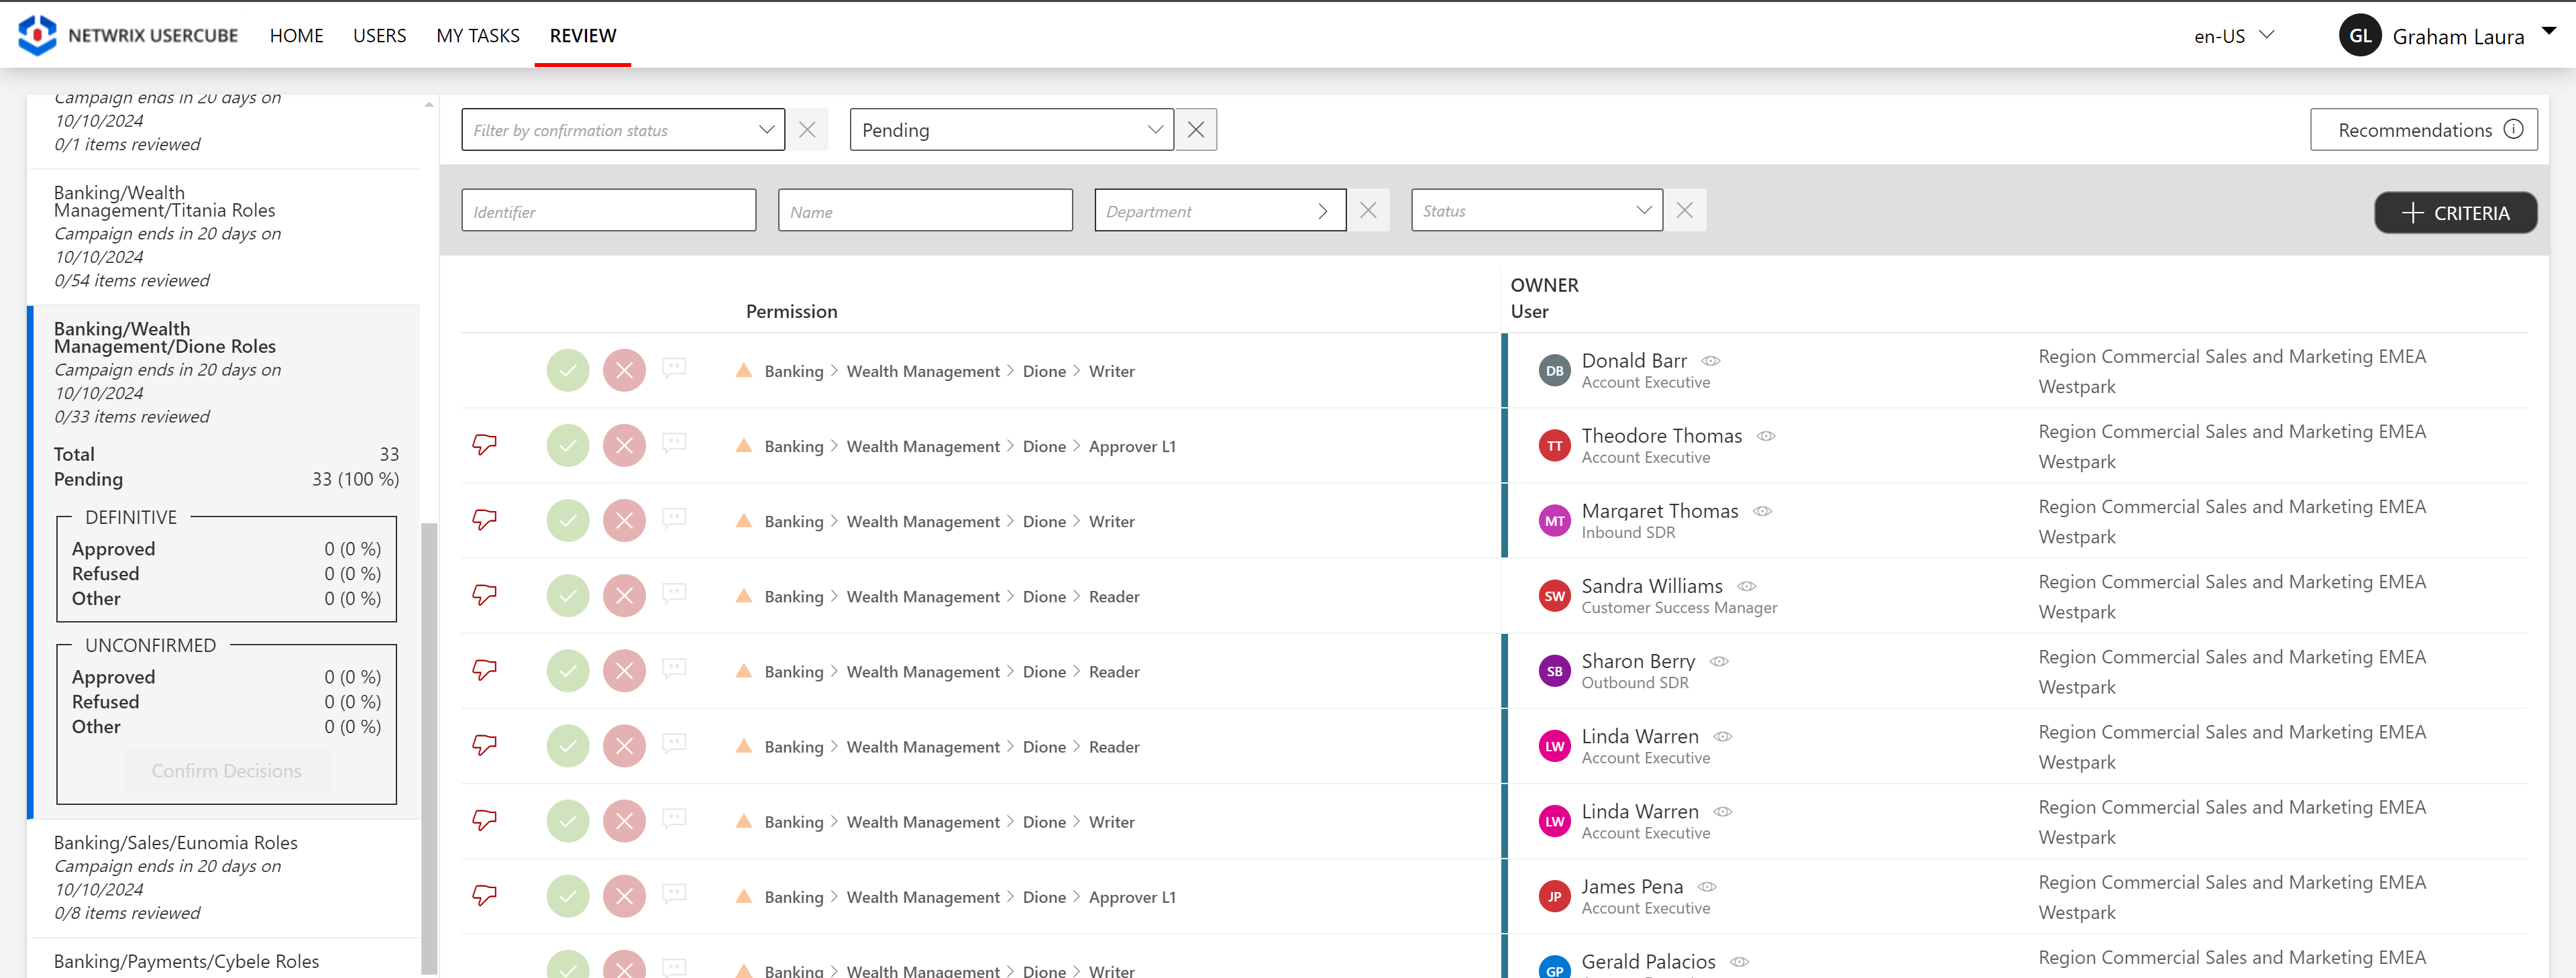 NETWRIX USERCUBE HOME USERS MY TASKS REVIEW en-US GL Graham Laura
Campaign ends in 20 days on
10/10/2024
0/1 items reviewed
Banking/Wealth
Management/Titania Roles
Campaign ends in 20 days on
10/10/2024
0/54 items reviewed
Banking/Wealth
Management/Dione Roles
Campaign ends in 20 days on
10/10/2024
0/33 items reviewed
Total 33
Pending 33 (100 %)
DEFINITIVE
Approved 0 (0 %)
Refused 0 (0 %)
Other 0 (0 %)
UNCONFIRMED
Approved 0 (0 %)
Refused 0 (0 %)
Other 0 (0 %)
Confirm Decisions
Banking/Sales/Eunomia Roles
Campaign ends in 20 days on
10/10/2024
0/8 items reviewed
Banking/Payments/Cybele Roles
Filter by confirmation status Pending Recommendations
Identifier Name Department Status + CRITERIA
OWNER
Permission User
Banking > Wealth Management > Dione > Writer DB Donald Barr
Account Executive
Region Commercial Sales and Marketing EMEA
Westpark
Banking > Wealth Management > Dione > Approver L1 TT Theodore Thomas
Account Executive
Region Commercial Sales and Marketing EMEA
Westpark
Banking > Wealth Management > Dione > Writer MT Margaret Thomas
Inbound SDR
Region Commercial Sales and Marketing EMEA
Westpark
Banking > Wealth Management > Dione > Reader SW Sandra Williams
Customer Success Manager
Region Commercial Sales and Marketing EMEA
Westpark
Banking > Wealth Management > Dione > Reader SB Sharon Berry
Outbound SDR
Region Commercial Sales and Marketing EMEA
Westpark
Banking > Wealth Management > Dione > Reader LW Linda Warren
Account Executive
Region Commercial Sales and Marketing EMEA
Westpark
Banking > Wealth Management > Dione > Writer LW Linda Warren
Account Executive
Region Commercial Sales and Marketing EMEA
Westpark
Banking > Wealth Management > Dione > Approver L1 JP James Pena
Account Executive
Region Commercial Sales and Marketing EMEA
Westpark
Banking > Wealth Management > Dione > Writer GP Gerald Palacios
Region Commercial Sales and Marketing EMEA